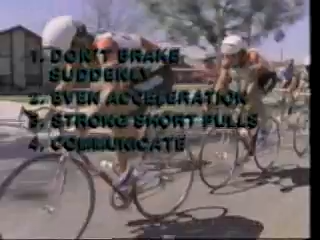 1. DON'T BRAKE
SUDDENLY
2. EVEN ACCELERATION
3. STRONG SHORT PULLS
4. COMMUNICATE